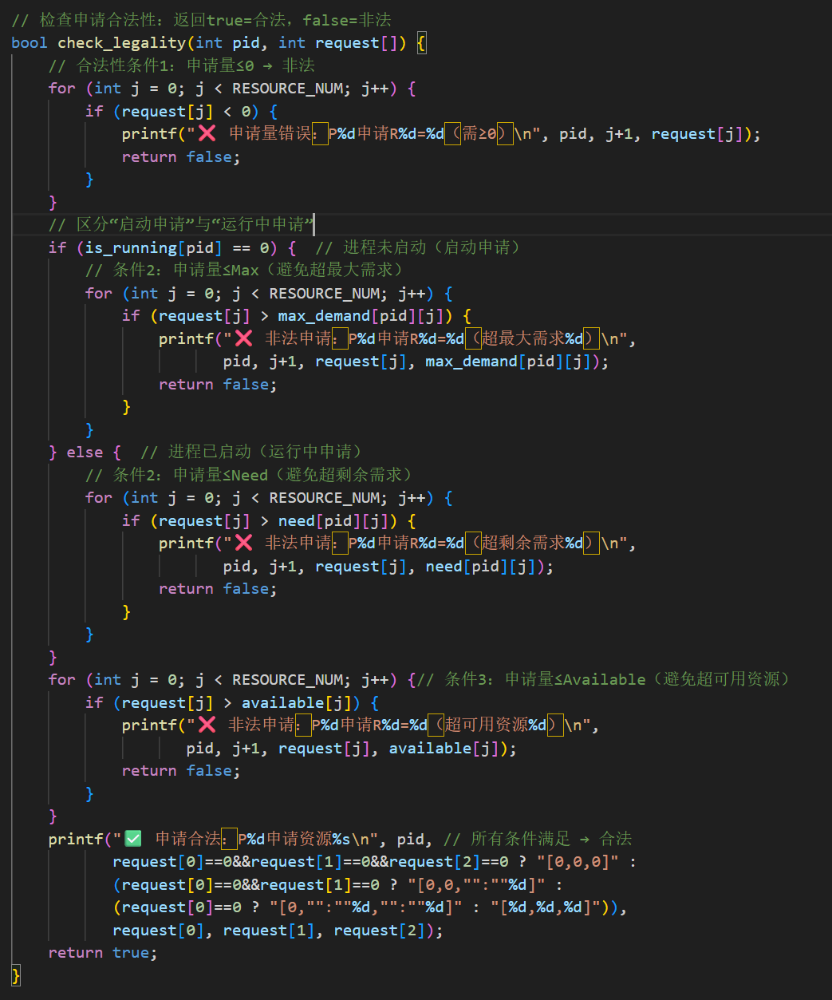 // 检查申请合法性：返回true=合法，false=非法
bool check_legality(int pid, int request[]) {
    // 合法性条件1：申请量≤0 → 非法
    for (int j = 0; j < RESOURCE_NUM; j++) {
        if (request[j] < 0) {
            printf("❌ 申请量错误：P%d申请R%d=%d（需≥0）\n", pid, j+1, request[j]);
            return false;
        }
    }
    // 区分“启动申请”与“运行中申请”
    if (is_running[pid] == 0) {  // 进程未启动（启动申请）
        // 条件2：申请量≤Max（避免超最大需求）
        for (int j = 0; j < RESOURCE_NUM; j++) {
            if (request[j] > max_demand[pid][j]) {
                printf("❌ 非法申请：P%d申请R%d=%d（超最大需求%d）\n",
                       pid, j+1, request[j], max_demand[pid][j]);
                return false;
            }
        }
    } else {  // 进程已启动（运行中申请）
        // 条件2：申请量≤Need（避免超剩余需求）
        for (int j = 0; j < RESOURCE_NUM; j++) {
            if (request[j] > need[pid][j]) {
                printf("❌ 非法申请：P%d申请R%d=%d（超剩余需求%d）\n",
                       pid, j+1, request[j], need[pid][j]);
                return false;
            }
        }
    }
    for (int j = 0; j < RESOURCE_NUM; j++) {// 条件3：申请量≤Available（避免超可用资源）
        if (request[j] > available[j]) {
            printf("❌ 非法申请：P%d申请R%d=%d（超可用资源%d）\n",
                   pid, j+1, request[j], available[j]);
            return false;
        }
    }
    printf("✅ 申请合法：P%d申请资源%s\n", pid, // 所有条件满足 → 合法
           request[0]==0&&request[1]==0&&request[2]==0 ? "[0,0,0]" :
           (request[0]==0&&request[1]==0 ? "[0,0,"":""%d]" :
           (request[0]==0 ? "[0,"":""%d,"":""%d]" : "[%d,%d,%d]")),
           request[0], request[1], request[2]);
    return true;
}